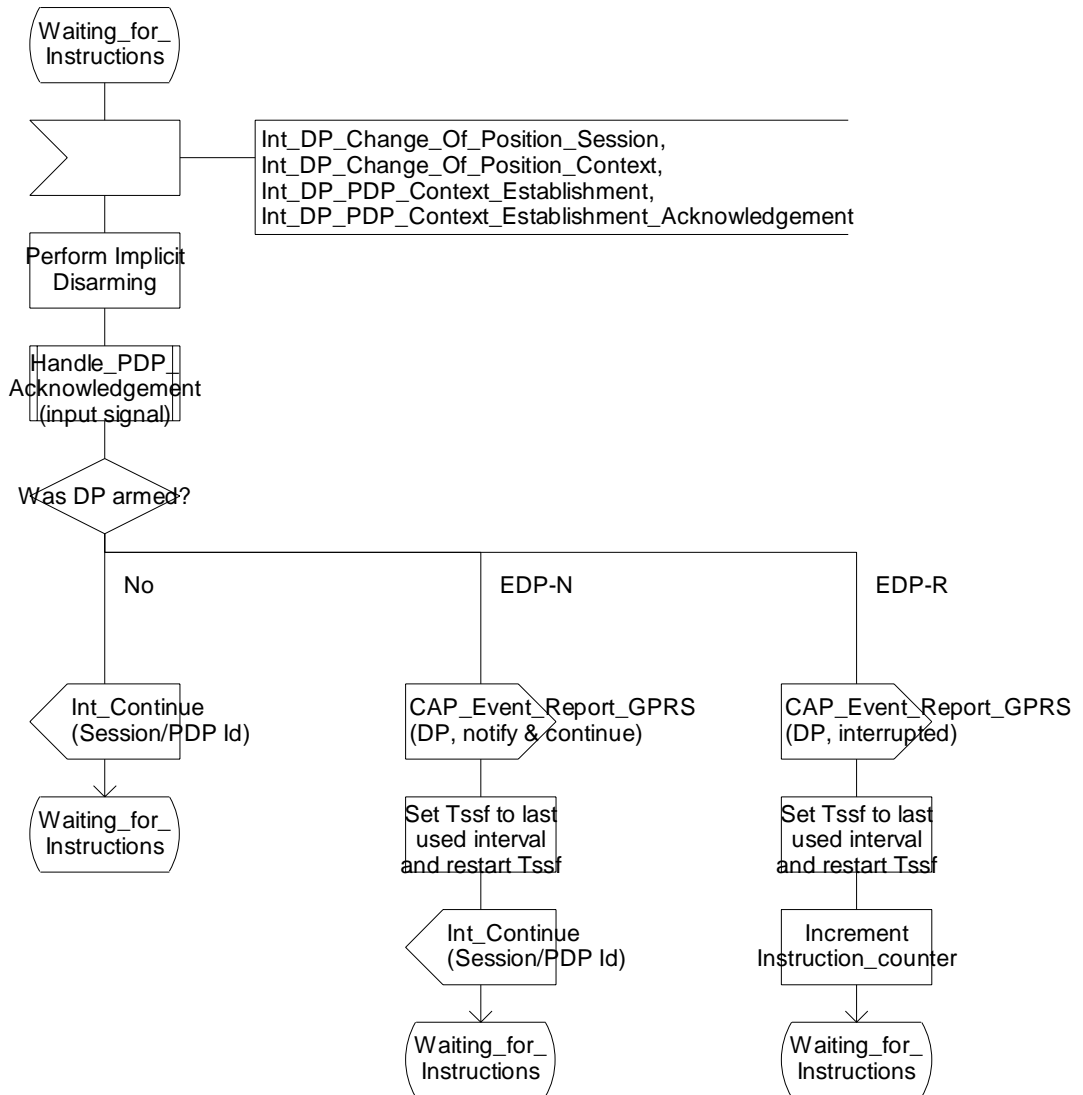 Waiting_for_
Instructions
Int_DP_Change_Of_Position_Session,
Int_DP_Change_Of_Position_Context,
Int_DP_PDP_Context_Establishment,
Int_DP_PDP_Context_Establishment_Acknowledgement
Perform Implicit
Disarming
Handle_PDP_
Acknowledgement
(input signal)
Was DP armed?
No
EDP-N
EDP-R
Int_Continue
(Session/PDP Id)
CAP_Event_Report_GPRS
(DP, notify & continue)
CAP_Event_Report_GPRS
(DP, interrupted)
Waiting_for_
Instructions
Set Tssf to last
used interval
and restart Tssf
Set Tssf to last
used interval
and restart Tssf
Int_Continue
(Session/PDP Id)
Increment
Instruction_counter
Waiting_for_
Instructions
Waiting_for_
Instructions